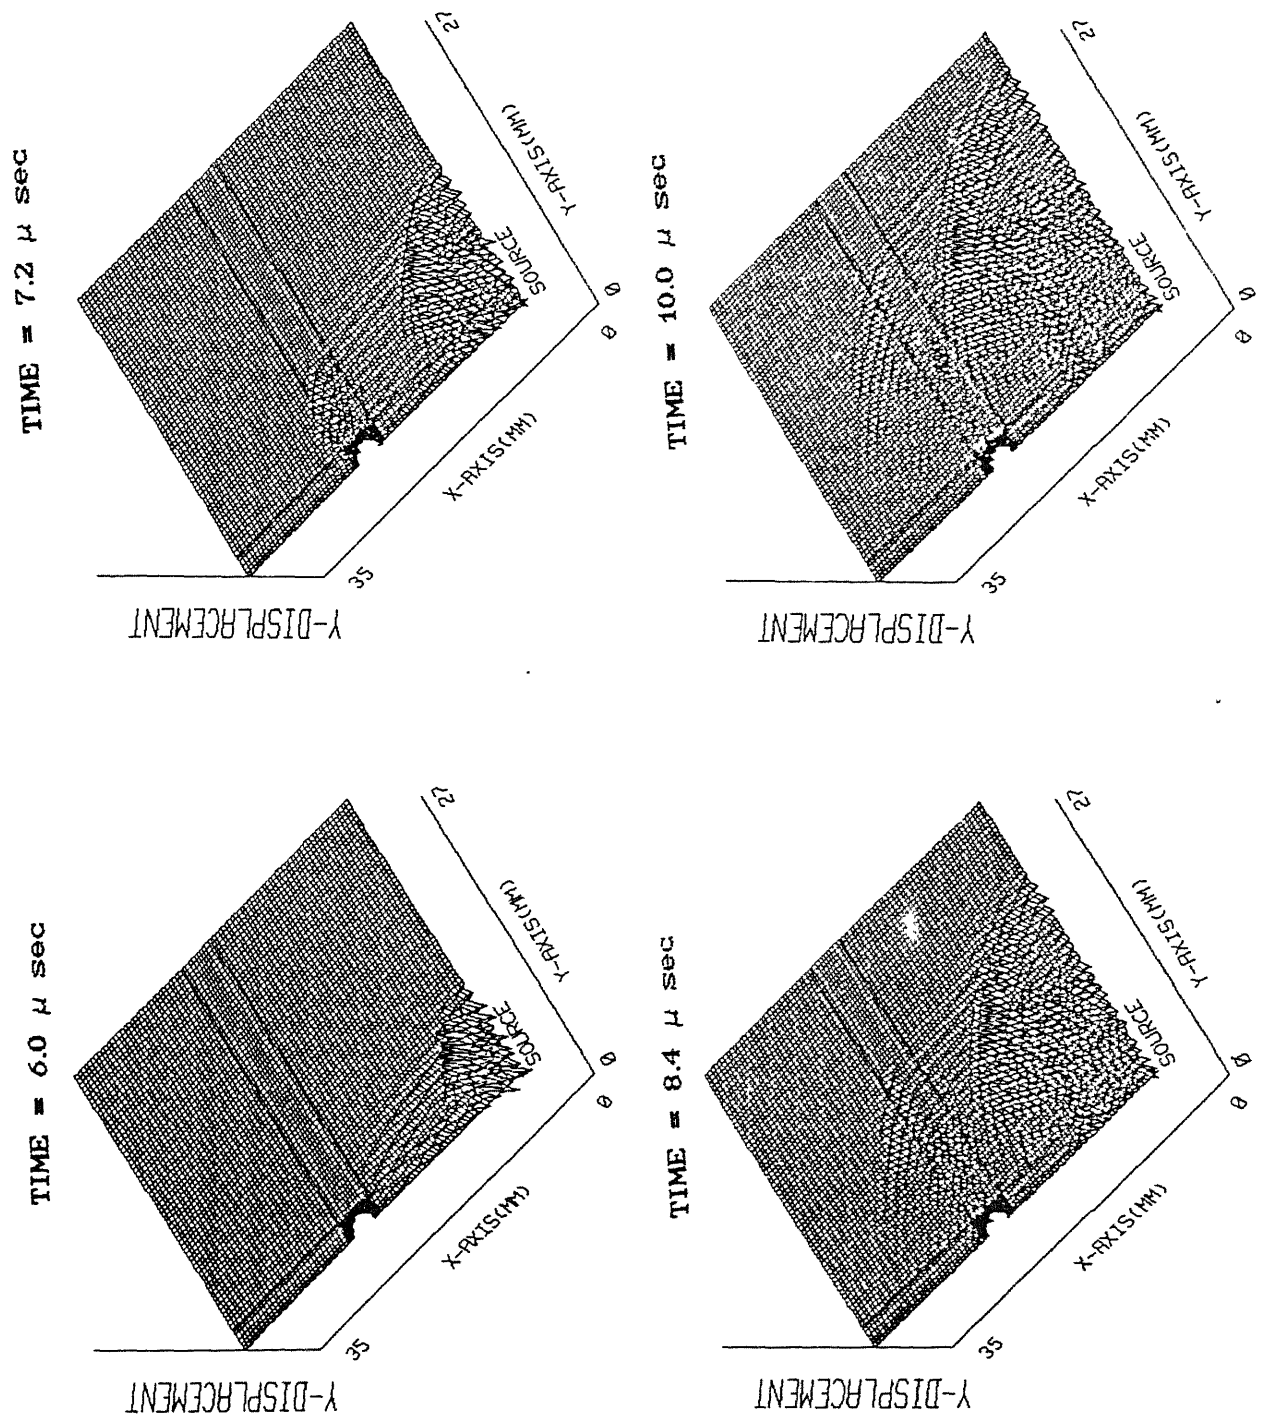 TIME = 6.0 μ sec
Y-DISPLACEMENT
35
X-AXIS(MM)
0
0
SOURCE
Y-AXIS(MM)
27
TIME = 7.2 μ sec
Y-DISPLACEMENT
35
X-AXIS(MM)
0
0
SOURCE
Y-AXIS(MM)
27
TIME = 8.4 μ sec
Y-DISPLACEMENT
35
X-AXIS(MM)
0
0
SOURCE
Y-AXIS(MM)
27
TIME = 10.0 μ sec
Y-DISPLACEMENT
35
X-AXIS(MM)
0
0
SOURCE
Y-AXIS(MM)
27